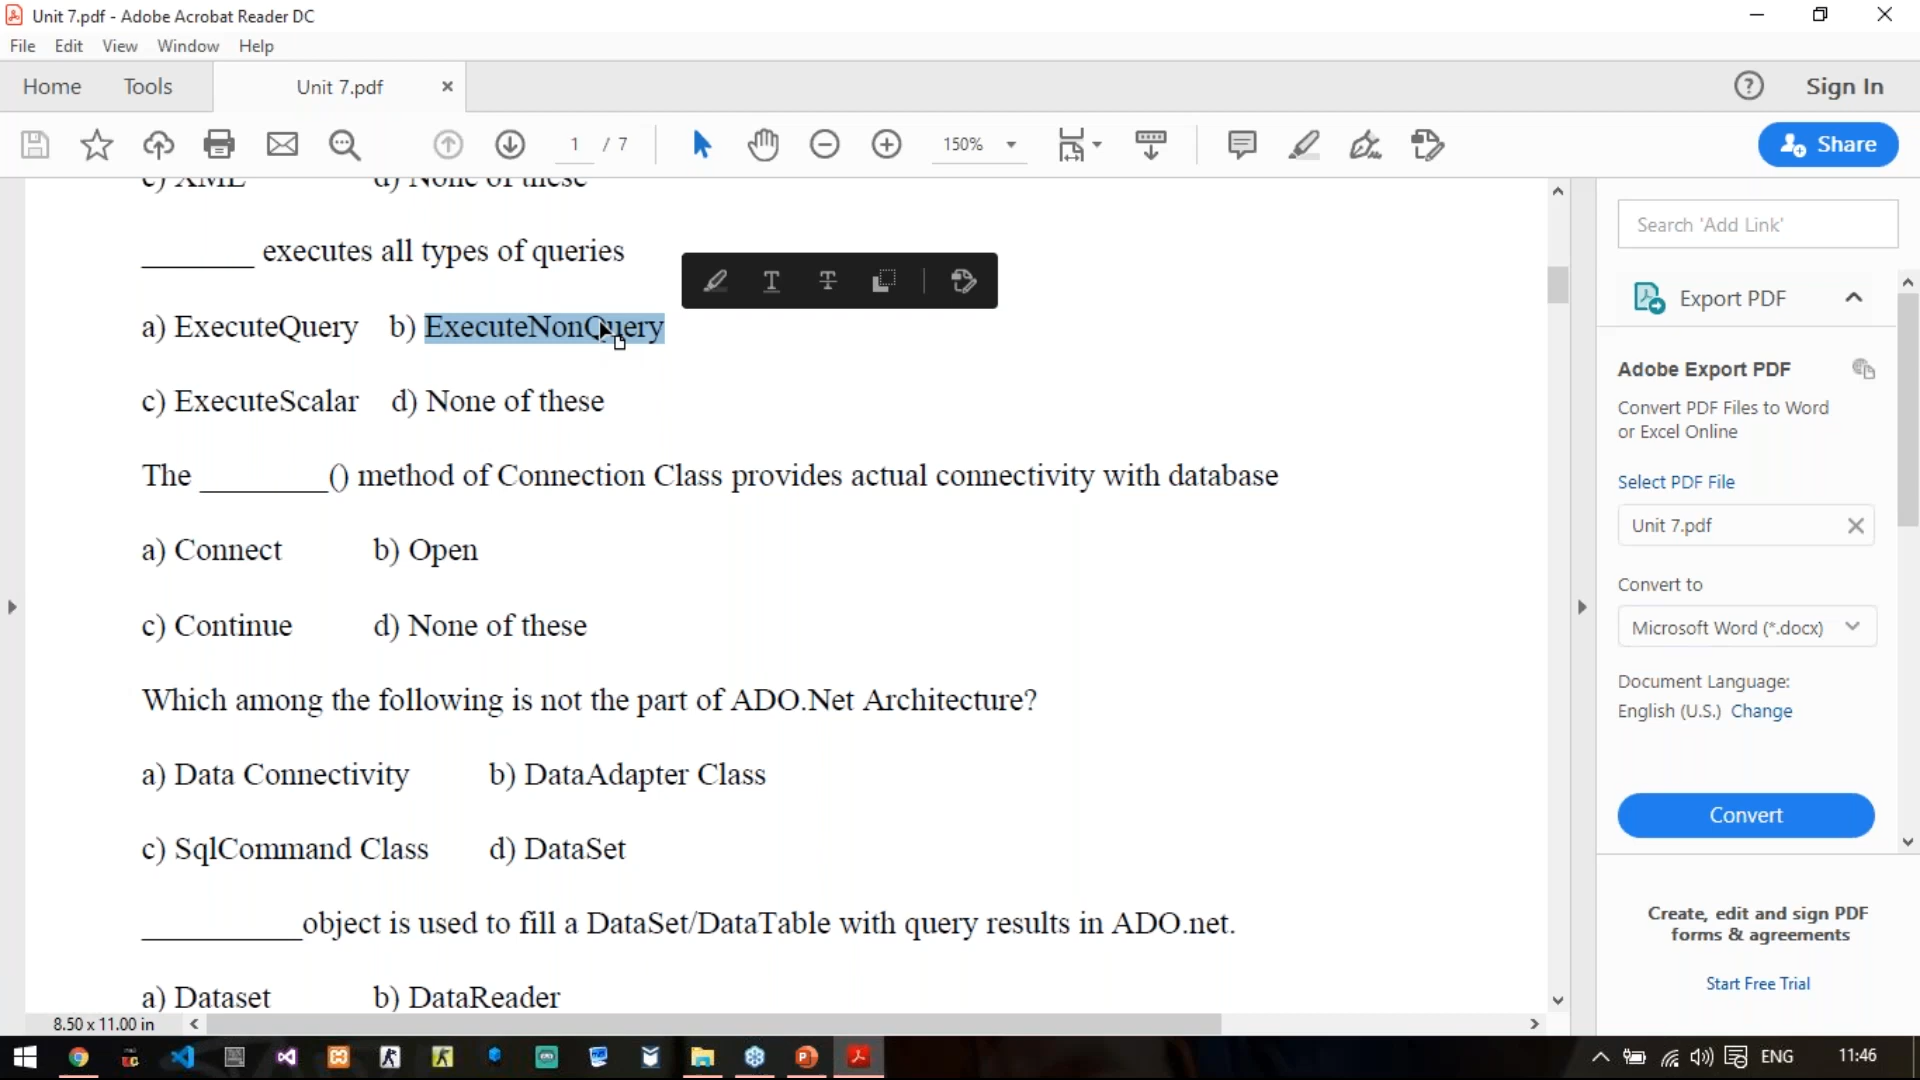 Unit 7.pdf - Adobe Acrobat Reader DC
File Edit View Window Help
Home Tools Unit 7.pdf × Sign In
1 / 7 150% Share
c) XML d) None of these
_______ executes all types of queries
a) ExecuteQuery b) ExecuteNonQuery
c) ExecuteScalar d) None of these
The ________() method of Connection Class provides actual connectivity with database
a) Connect b) Open
c) Continue d) None of these
Which among the following is not the part of ADO.Net Architecture?
a) Data Connectivity b) DataAdapter Class
c) SqlCommand Class d) DataSet
__________object is used to fill a DataSet/DataTable with query results in ADO.net.
a) Dataset b) DataReader
8.50 x 11.00 in
Search 'Add Link'
Export PDF
Adobe Export PDF
Convert PDF Files to Word
or Excel Online
Select PDF File
Unit 7.pdf
Convert to
Microsoft Word (*.docx)
Document Language:
English (U.S.) Change
Convert
Create, edit and sign PDF
forms & agreements
Start Free Trial
ENG 11:46